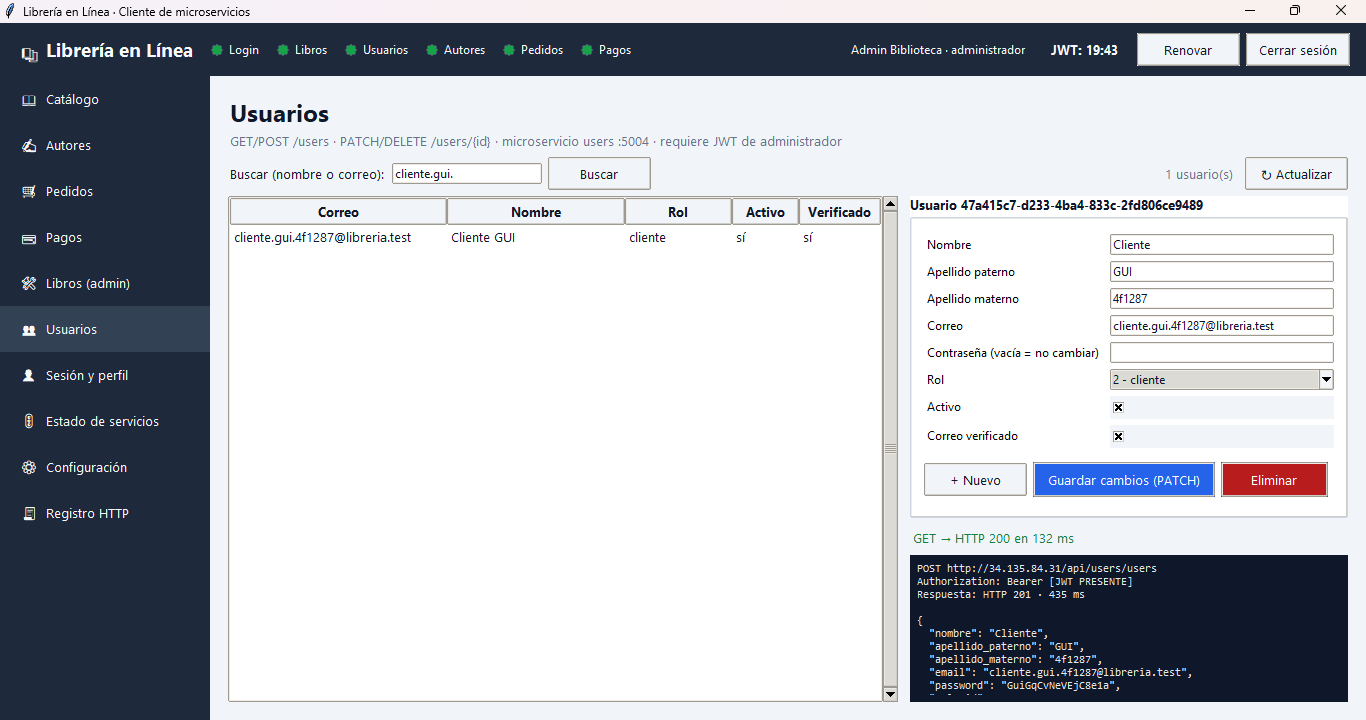 Librería en Línea · Cliente de microservicios
Librería en Línea
Login
Libros
Usuarios
Autores
Pedidos
Pagos
Admin Biblioteca · administrador
JWT: 19:43
Renovar
Cerrar sesión
Catálogo
Autores
Pedidos
Pagos
Libros (admin)
Usuarios
Sesión y perfil
Estado de servicios
Configuración
Registro HTTP
Usuarios
GET/POST /users · PATCH/DELETE /users/{id} · microservicio users :5004 · requiere JWT de administrador
Buscar (nombre o correo):
cliente.gui.
Buscar
1 usuario(s)
↻ Actualizar
Correo Nombre Rol Activo Verificado
cliente.gui.4f1287@libreria.test Cliente GUI cliente sí sí
Usuario 47a415c7-d233-4ba4-833c-2fd806ce9489
Nombre Cliente
Apellido paterno GUI
Apellido materno 4f1287
Correo cliente.gui.4f1287@libreria.test
Contraseña (vacía = no cambiar)
Rol 2 - cliente
Activo
Correo verificado
+ Nuevo
Guardar cambios (PATCH)
Eliminar
GET → HTTP 200 en 132 ms
POST http://34.135.84.31/api/users/users
Authorization: Bearer [JWT PRESENTE]
Respuesta: HTTP 201 · 435 ms
{
"nombre": "Cliente",
"apellido_paterno": "GUI",
"apellido_materno": "4f1287",
"email": "cliente.gui.4f1287@libreria.test",
"password": "GuiGqCvNeVEjC8e1a",